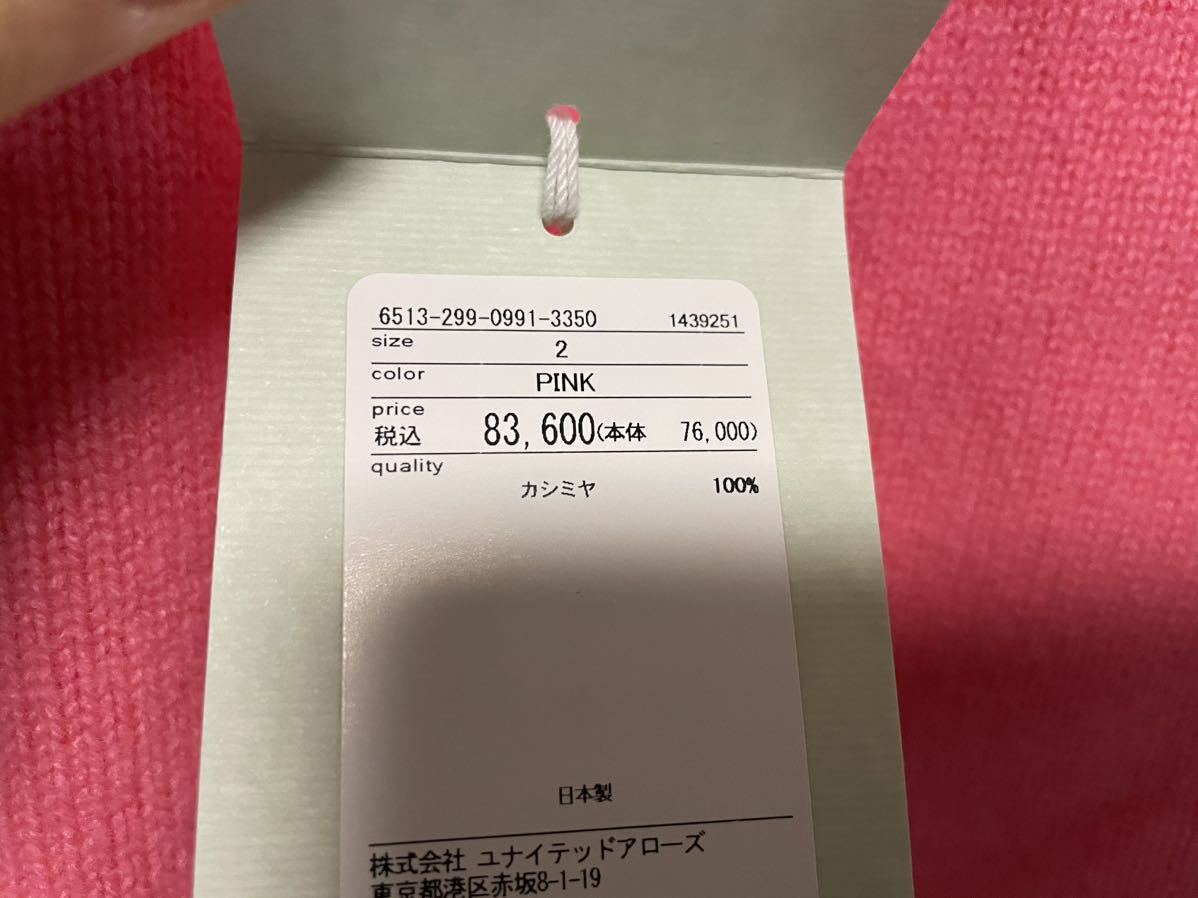 6513-299-0991-3350 1439251
size 2
color PINK
price
税込 83,600(本体 76,000)
quality
カシミヤ 100%
日本製
株式会社 ユナイテッドアローズ
東京都港区赤坂8-1-19